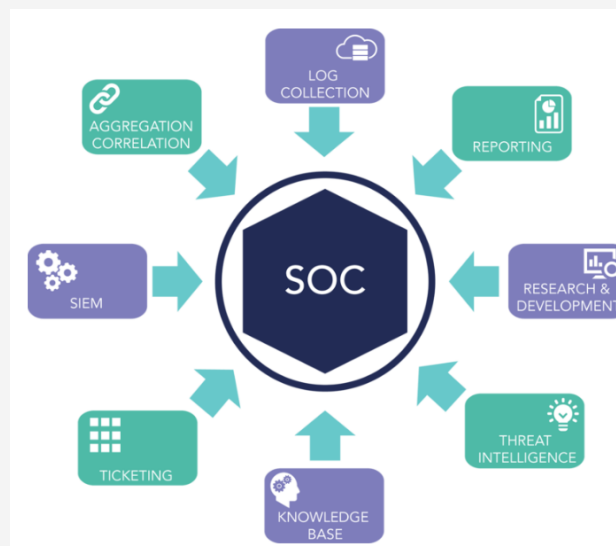 LOG
COLLECTION
AGGREGATION
CORRELATION
REPORTING
SOC
SIEM
RESEARCH &
DEVELOPMENT
TICKETING
THREAT
INTELLIGENCE
KNOWLEDGE
BASE